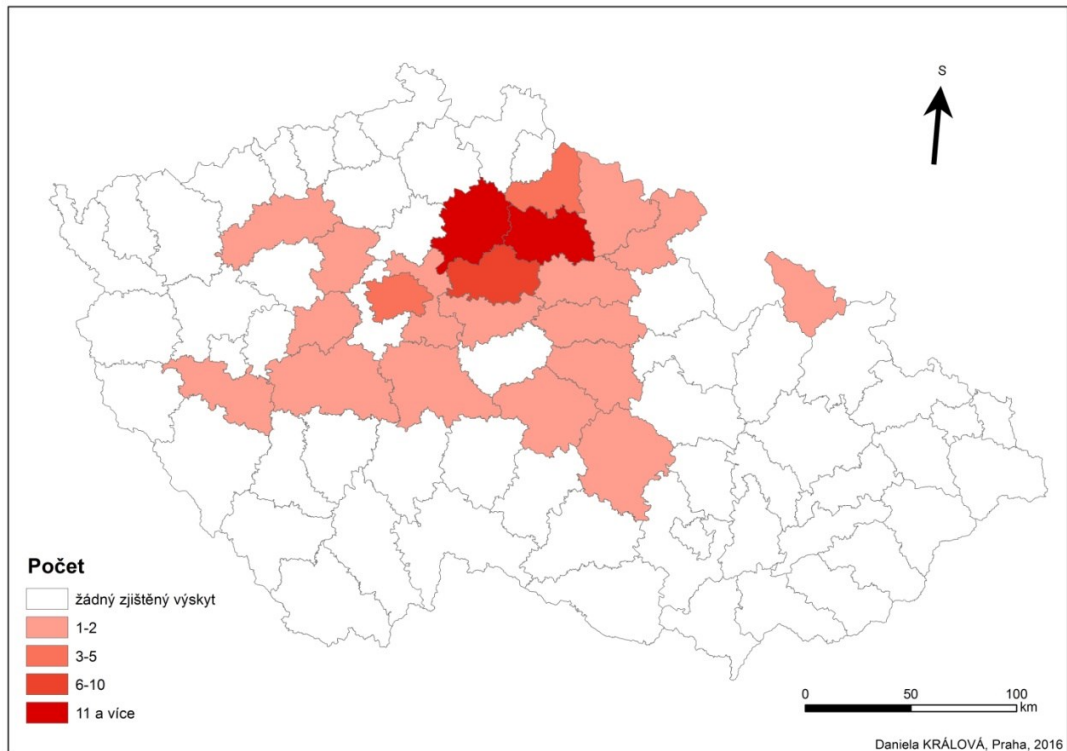 S
Počet
žádný zjištěný výskyt
1-2
3-5
6-10
11 a více
0 50 100
km
Daniela KRÁLOVÁ, Praha, 2016